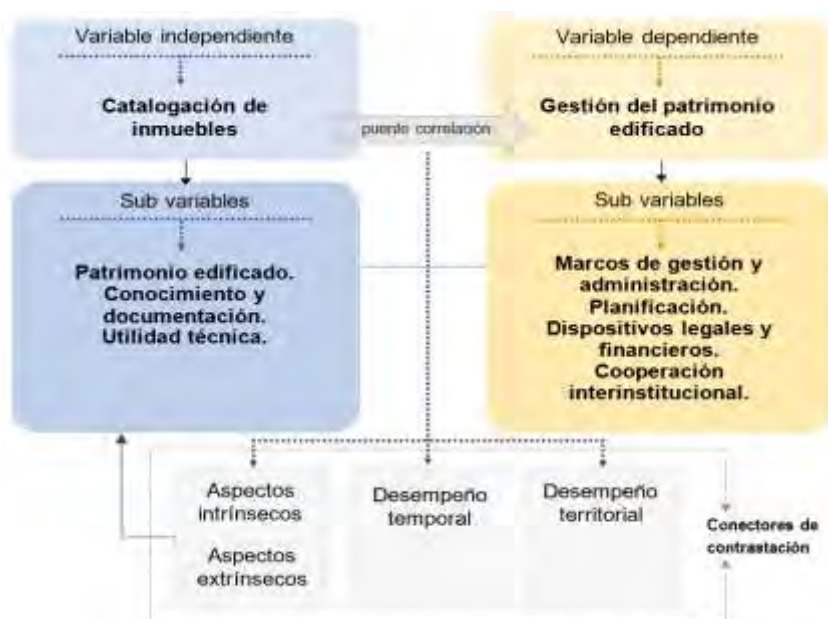 Variable independiente
Catalogación de
inmuebles
puente correlación
Variable dependiente
Gestión del patrimonio
edificado
Sub variables
Patrimonio edificado.
Conocimiento y
documentación.
Utilidad técnica.
Sub variables
Marcos de gestión y
administración.
Planificación.
Dispositivos legales y
financieros.
Cooperación
interinstitucional.
Aspectos
intrínsecos
Aspectos
extrínsecos
Desempeño
temporal
Desempeño
territorial
Conectores de
contrastación